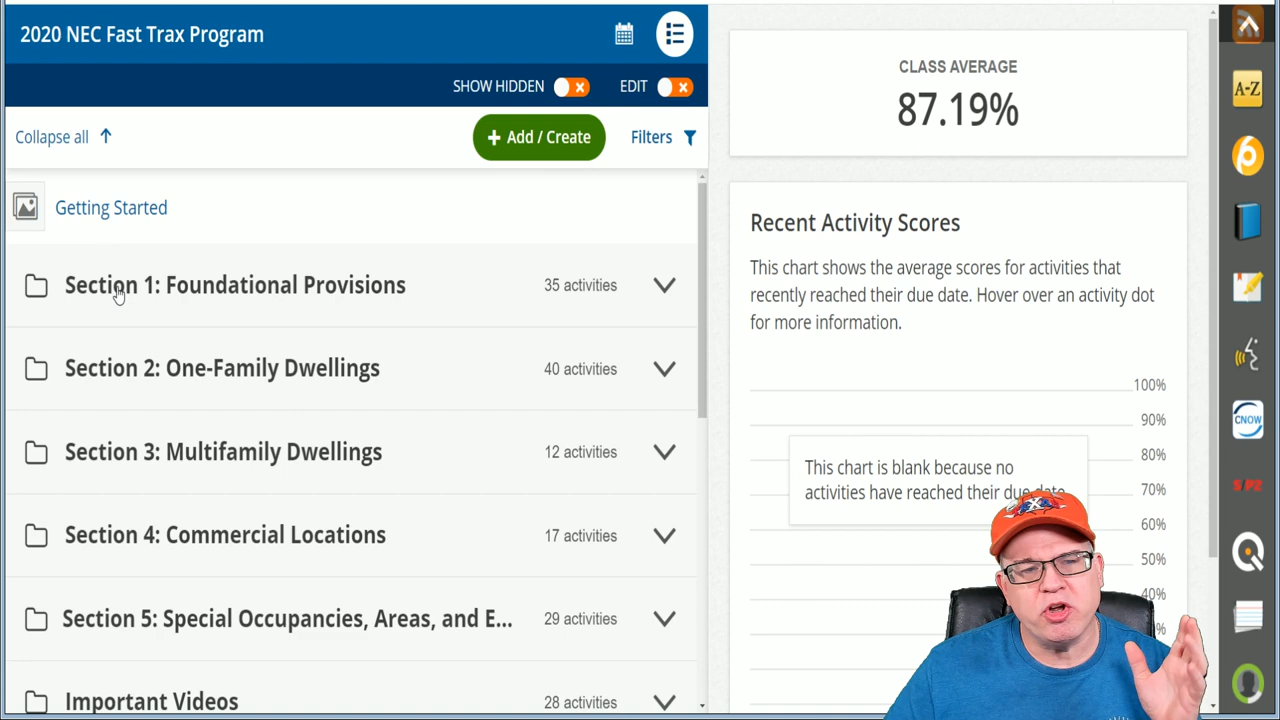 2020 NEC Fast Trax Program
SHOW HIDDEN
EDIT
Collapse all
+ Add / Create
Filters
Getting Started
Section 1: Foundational Provisions
35 activities
Section 2: One-Family Dwellings
40 activities
Section 3: Multifamily Dwellings
12 activities
Section 4: Commercial Locations
17 activities
Section 5: Special Occupancies, Areas, and E...
29 activities
Important Videos
28 activities
CLASS AVERAGE
87.19%
Recent Activity Scores
This chart shows the average scores for activities that
recently reached their due date. Hover over an activity dot
for more information.
100%
90%
80%
70%
60%
50%
40%
This chart is blank because no
activities have reached their due date
A-Z
CNOW